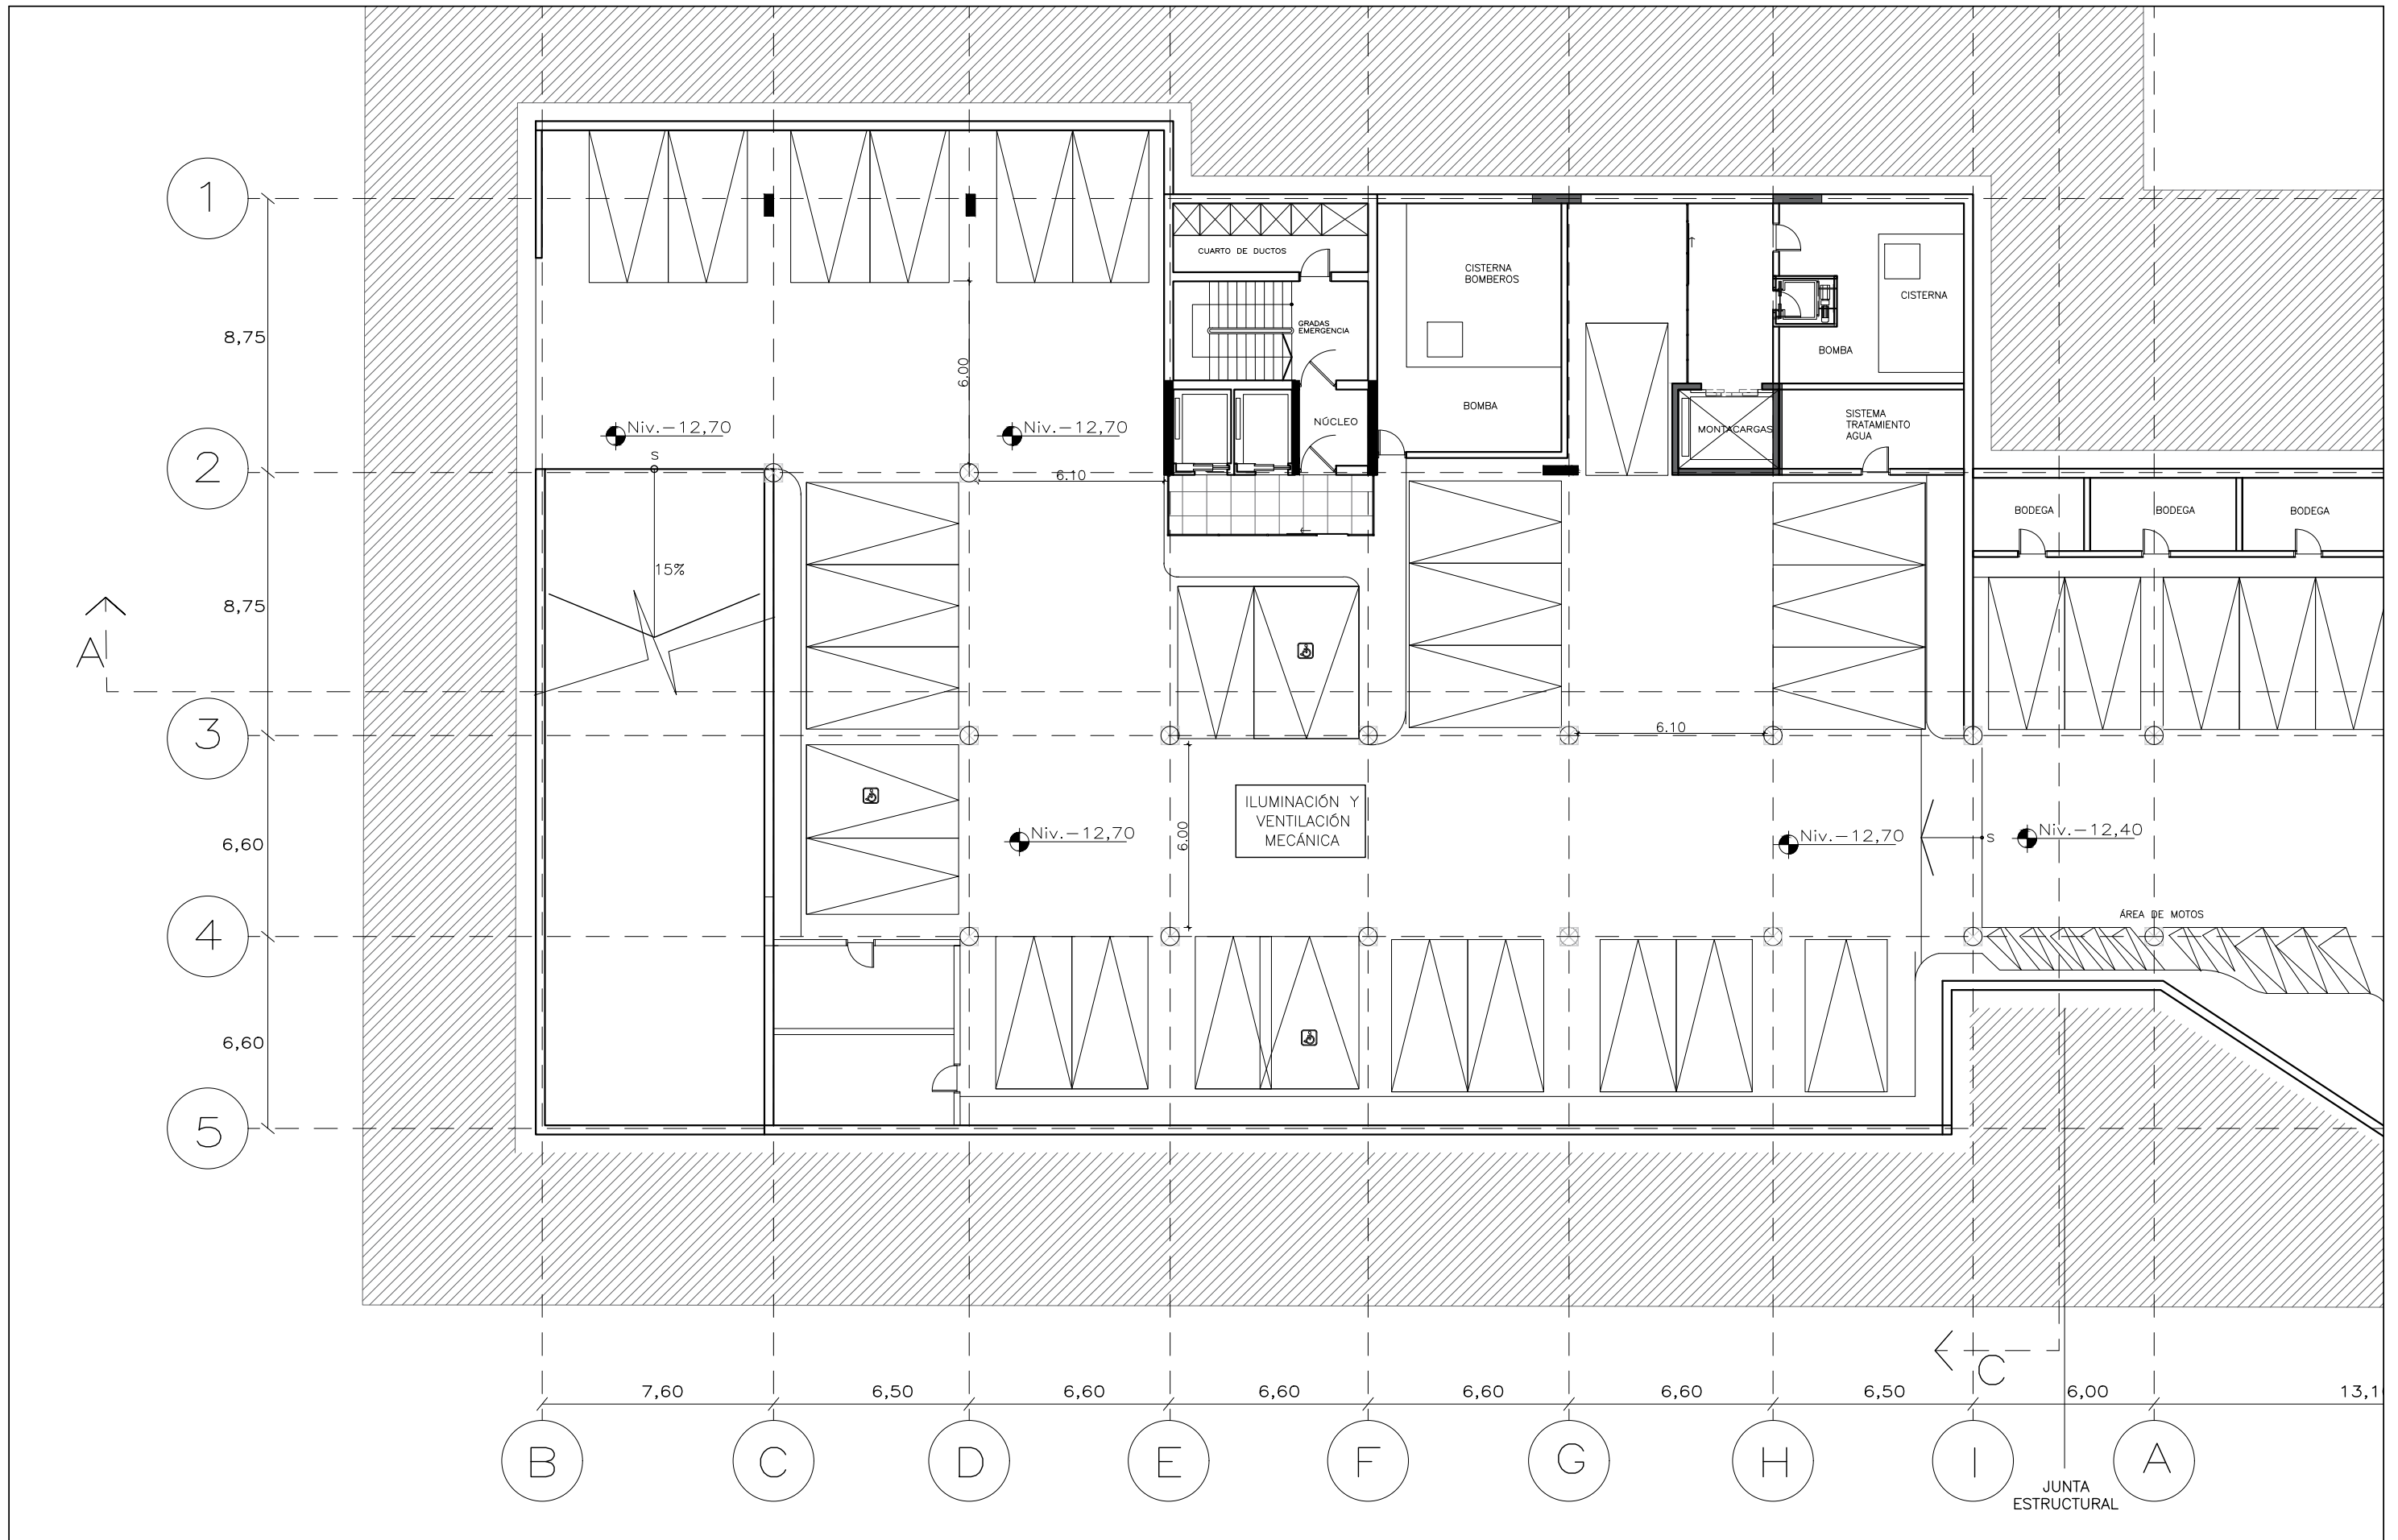 1
CUARTO DE DUCTOS
CISTERNA
BOMBEROS
CISTERNA
GRADAS
EMERGENCIA
8,75
BOMBA
6.00
BOMBA
NÚCLEO
MONTACARGAS
SISTEMA
TRATAMIENTO
AGUA
Niv.-12,70
Niv.-12,70
S
2
6.10
BODEGA
BODEGA
BODEGA
15%
8,75
A
3
6.10
ILUMINACIÓN Y
VENTILACIÓN
MECÁNICA
6.00
Niv.-12,70
Niv.-12,70
S
Niv.-12,40
6,60
ÁREA DE MOTOS
4
6,60
5
C
7,60
6,50
6,60
6,60
6,60
6,60
6,50
6,00
13,1
B
C
D
E
F
G
H
I
A
JUNTA
ESTRUCTURAL